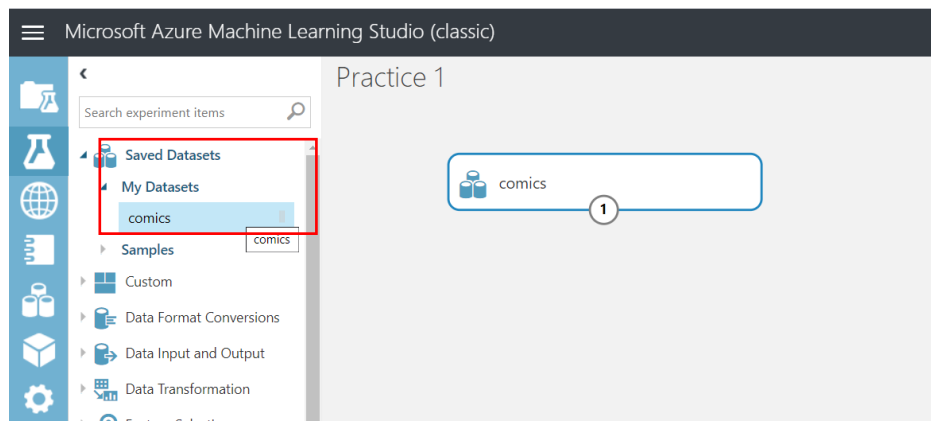 Microsoft Azure Machine Learning Studio (classic)
Search experiment items
Saved Datasets
My Datasets
comics
comics
Samples
Custom
Data Format Conversions
Data Input and Output
Data Transformation
Practice 1
comics
1